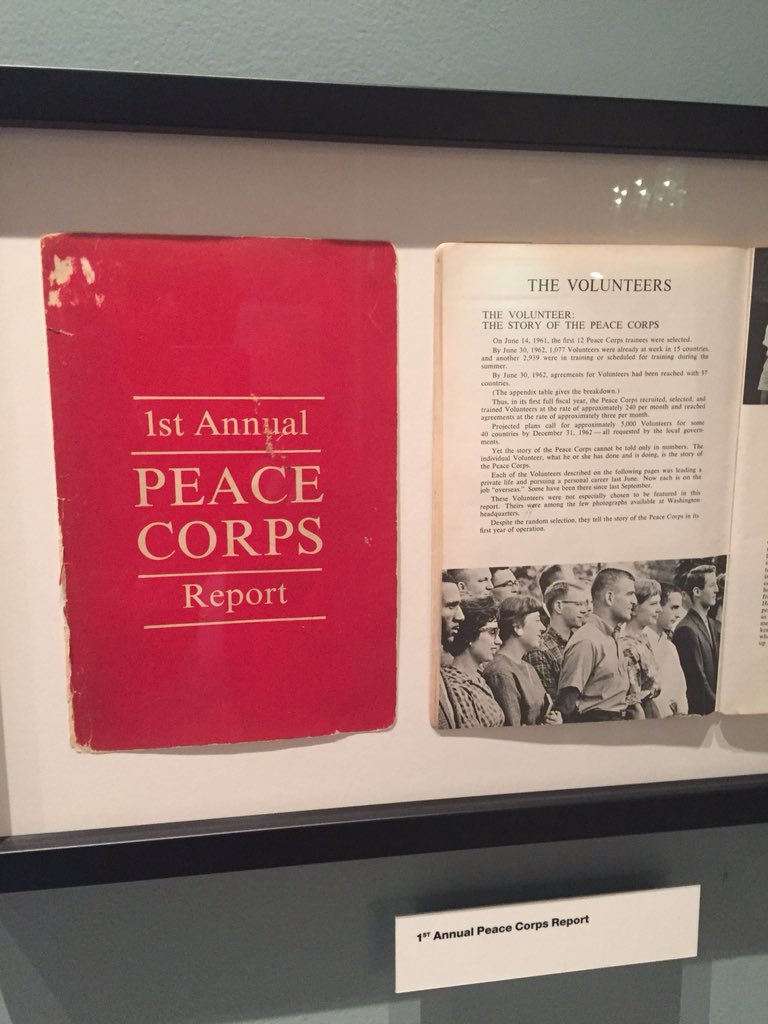 1st Annual
PEACE
CORPS
Report
THE VOLUNTEERS
THE VOLUNTEER:
THE STORY OF THE PEACE CORPS
On June 14, 1961, the first 12 Peace Corps trainees were selected.
By June 30, 1962, 1,077 Volunteers were already at work in 15 countries,
and another 2,939 were in training or scheduled for training during the
summer.
By June 30, 1962, agreements for Volunteers had been reached with 37
countries.
(The appendix table gives the breakdown.)
Thus, in its first full fiscal year, the Peace Corps recruited, selected, and
trained Volunteers at the rate of approximately 240 per month and reached
agreements at the rate of approximately three per month.
Projected plans call for approximately 5,000 Volunteers for some
40 countries by December 31, 1962—all requested by the local govern-
ments.
Yet the story of the Peace Corps cannot be told only in numbers. The
individual Volunteer, what he or she has done and is doing, is the story of
the Peace Corps.
Each of the Volunteers described on the following pages was leading a
private life and pursuing a personal career last June. Now each is on the
job "overseas." Some have been there since last September.
These Volunteers were not especially chosen to be featured in this
report. Theirs were among the few photographs available at Washington
headquarters.
Despite the random selection, they tell the story of the Peace Corps in its
first year of operation.
1ST Annual Peace Corps Report